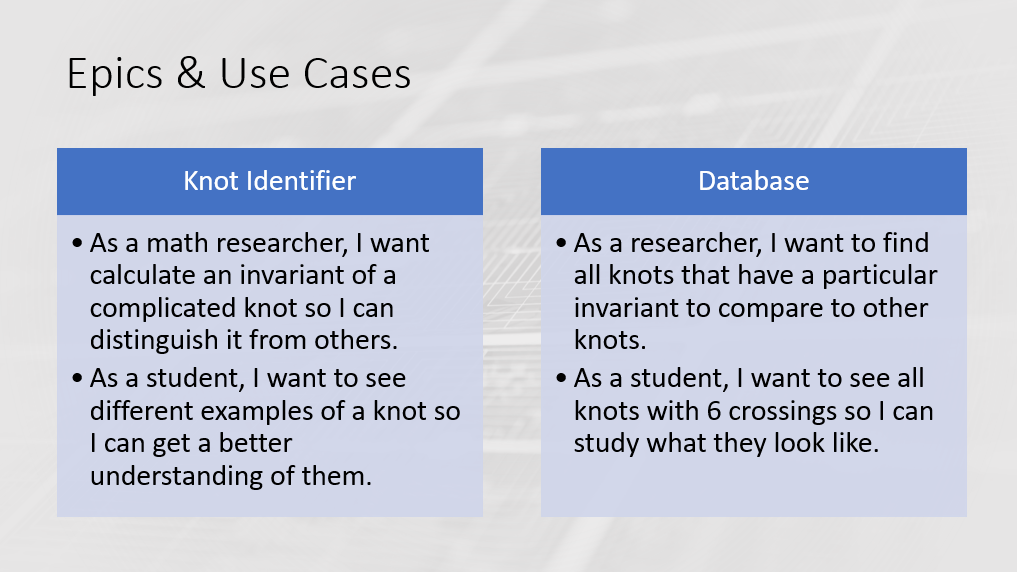 Epics & Use Cases
Knot Identifier
• As a math researcher, I want
calculate an invariant of a
complicated knot so I can
distinguish it from others.
• As a student, I want to see
different examples of a knot so
I can get a better
understanding of them.
Database
• As a researcher, I want to find
all knots that have a particular
invariant to compare to other
knots.
• As a student, I want to see all
knots with 6 crossings so I can
study what they look like.